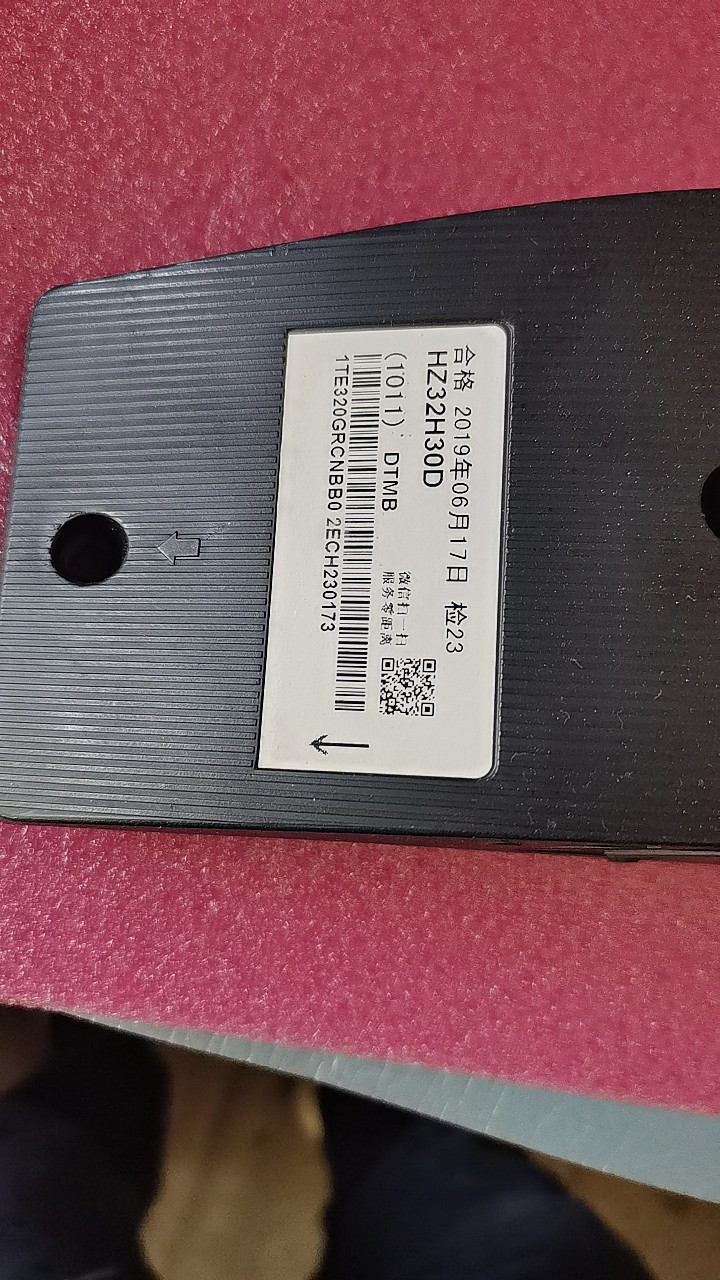 合格 2019年06月17日 检23
HZ32H30D
(1011) DTMB
微信扫一扫
服务零距离
1TE320GRCNBB0 2ECH230173